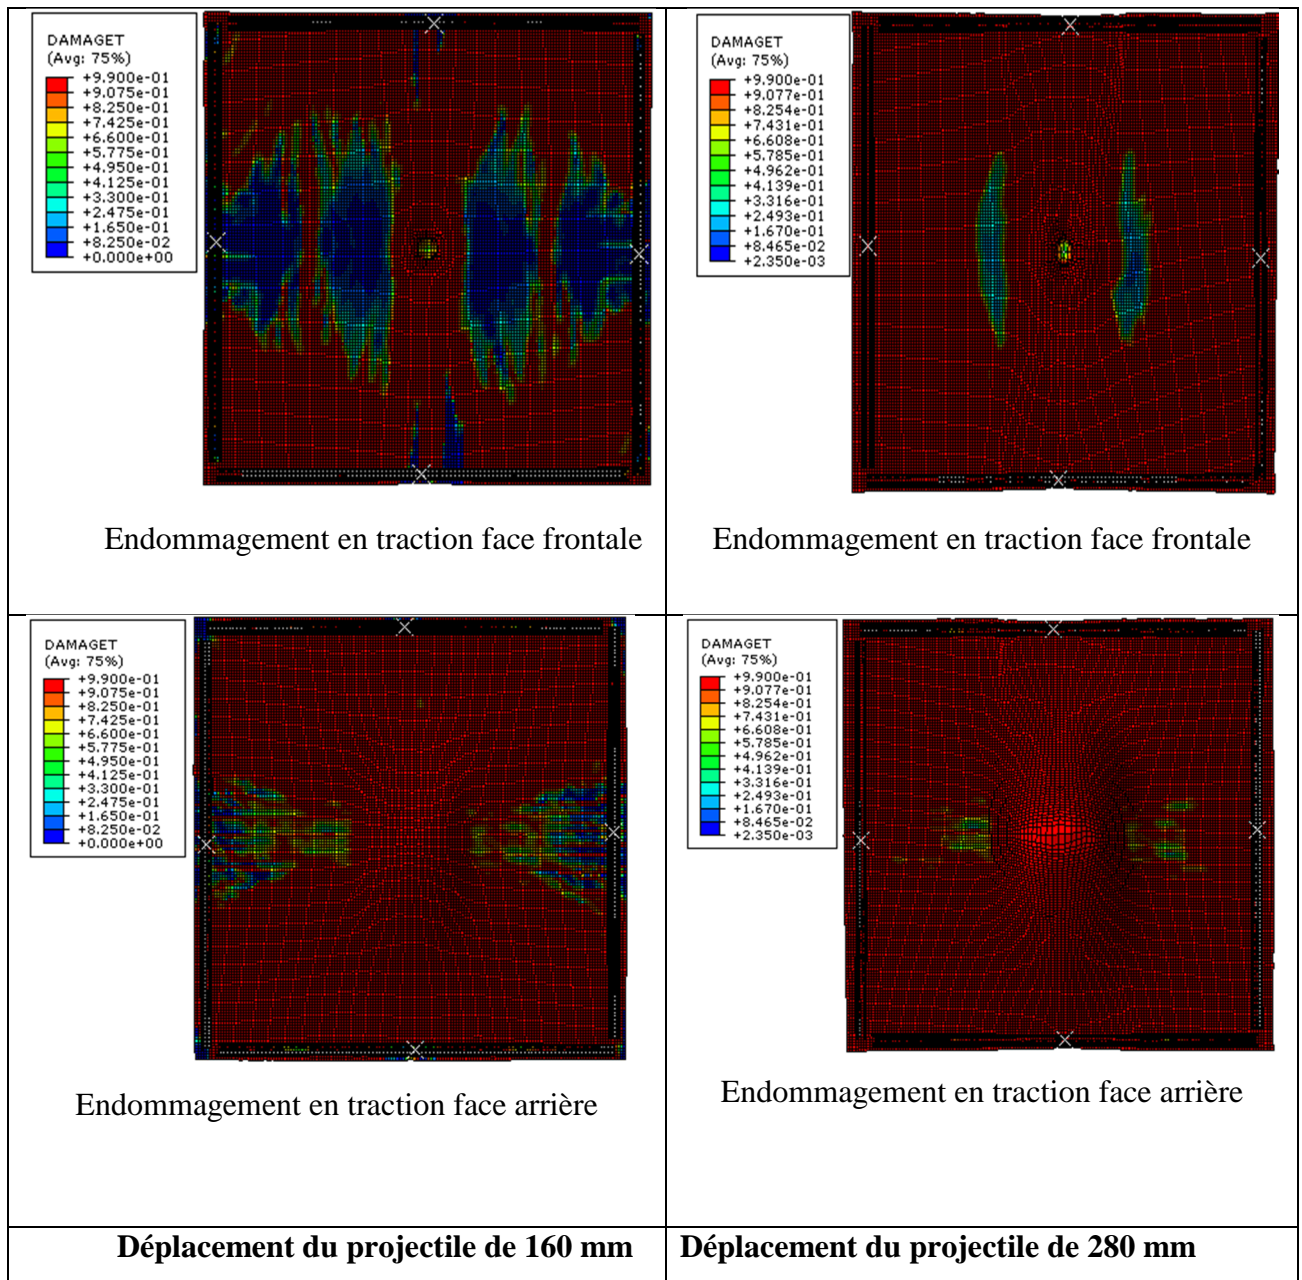 DAMAGET
(Avg: 75%)
+9.900e-01
+9.075e-01
+8.250e-01
+7.425e-01
+6.600e-01
+5.775e-01
+4.950e-01
+4.125e-01
+3.300e-01
+2.475e-01
+1.650e-01
+8.250e-02
+0.000e+00
Endommagement en traction face frontale
DAMAGET
(Avg: 75%)
+9.900e-01
+9.077e-01
+8.254e-01
+7.431e-01
+6.608e-01
+5.785e-01
+4.962e-01
+4.139e-01
+3.316e-01
+2.493e-01
+1.670e-01
+8.465e-02
+2.350e-03
Endommagement en traction face frontale
DAMAGET
(Avg: 75%)
+9.900e-01
+9.075e-01
+8.250e-01
+7.425e-01
+6.600e-01
+5.775e-01
+4.950e-01
+4.125e-01
+3.300e-01
+2.475e-01
+1.650e-01
+8.250e-02
+0.000e+00
Endommagement en traction face arrière
DAMAGET
(Avg: 75%)
+9.900e-01
+9.077e-01
+8.254e-01
+7.431e-01
+6.608e-01
+5.785e-01
+4.962e-01
+4.139e-01
+3.316e-01
+2.493e-01
+1.670e-01
+8.465e-02
+2.350e-03
Endommagement en traction face arrière
Déplacement du projectile de 160 mm
Déplacement du projectile de 280 mm